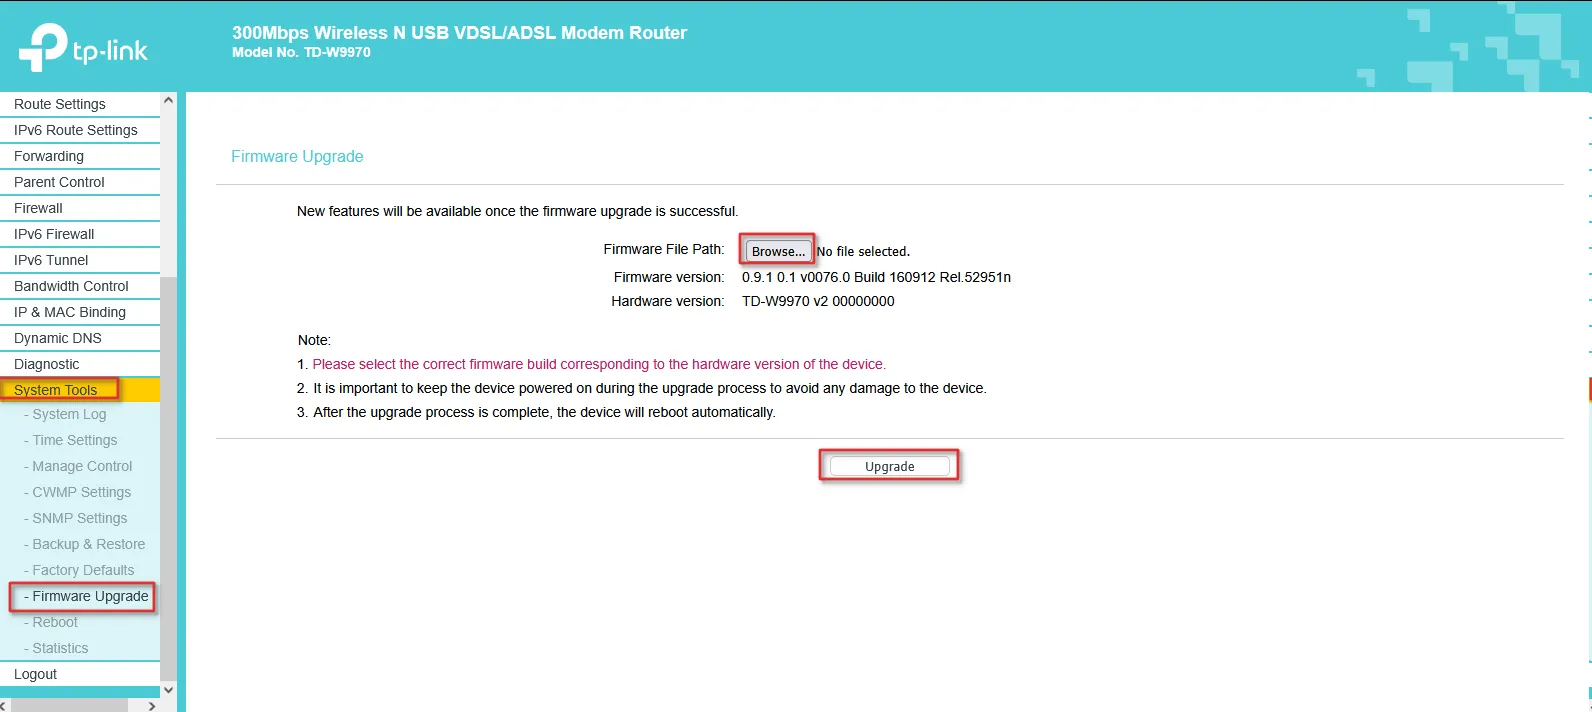 tp-link
300Mbps Wireless N USB VDSL/ADSL Modem Router
Model No. TD-W9970
Route Settings
IPv6 Route Settings
Forwarding
Parent Control
Firewall
IPv6 Firewall
IPv6 Tunnel
Bandwidth Control
IP & MAC Binding
Dynamic DNS
Diagnostic
System Tools
- System Log
- Time Settings
- Manage Control
- CWMP Settings
- SNMP Settings
- Backup & Restore
- Factory Defaults
- Firmware Upgrade
- Reboot
- Statistics
Logout
Firmware Upgrade
New features will be available once the firmware upgrade is successful.
Firmware File Path: Browse... No file selected.
Firmware version: 0.9.1 0.1 v0076.0 Build 160912 Rel.52951n
Hardware version: TD-W9970 v2 00000000
Note:
1. Please select the correct firmware build corresponding to the hardware version of the device.
2. It is important to keep the device powered on during the upgrade process to avoid any damage to the device.
3. After the upgrade process is complete, the device will reboot automatically.
Upgrade